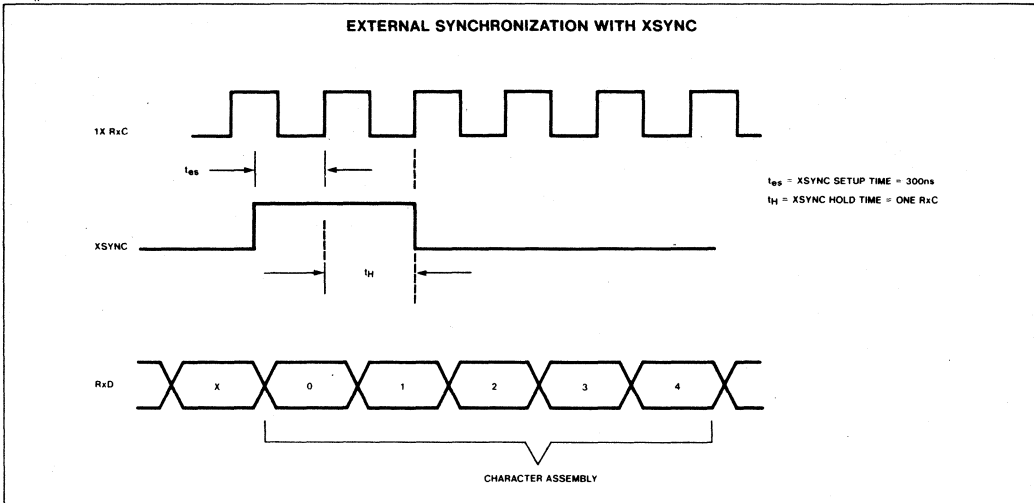 EXTERNAL SYNCHRONIZATION WITH XSYNC
1X RxC
tes
tes = XSYNC SETUP TIME = 300ns
tH = XSYNC HOLD TIME = ONE RxC
XSYNC
tH
RxD
X 0 1 2 3 4
CHARACTER ASSEMBLY